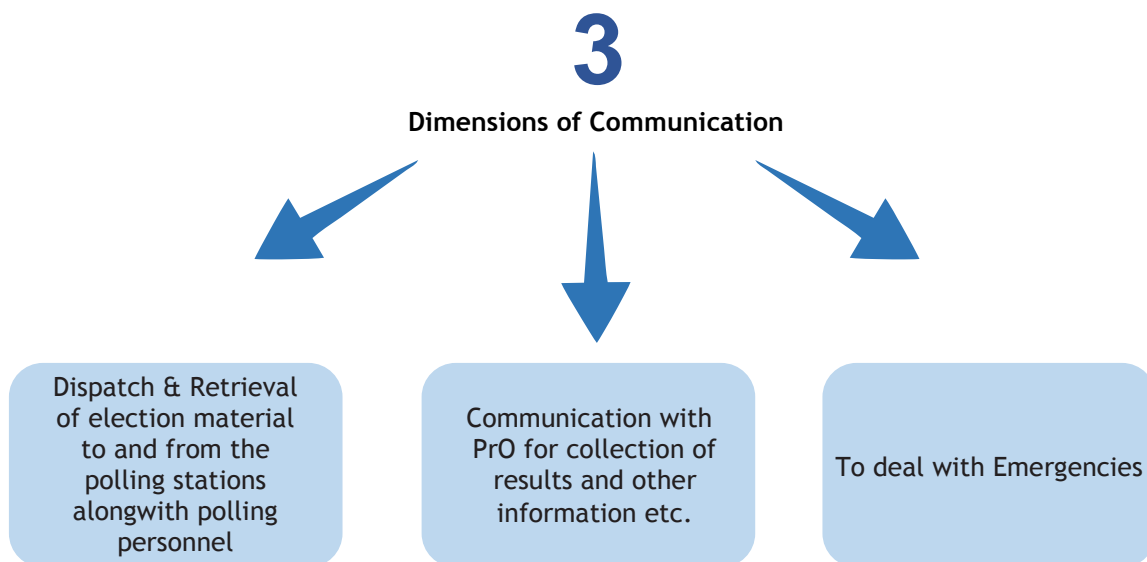 3
Dimensions of Communication
Dispatch & Retrieval
of election material
to and from the
polling stations
alongwith polling
personnel
Communication with
PrO for collection of
results and other
information etc.
To deal with Emergencies